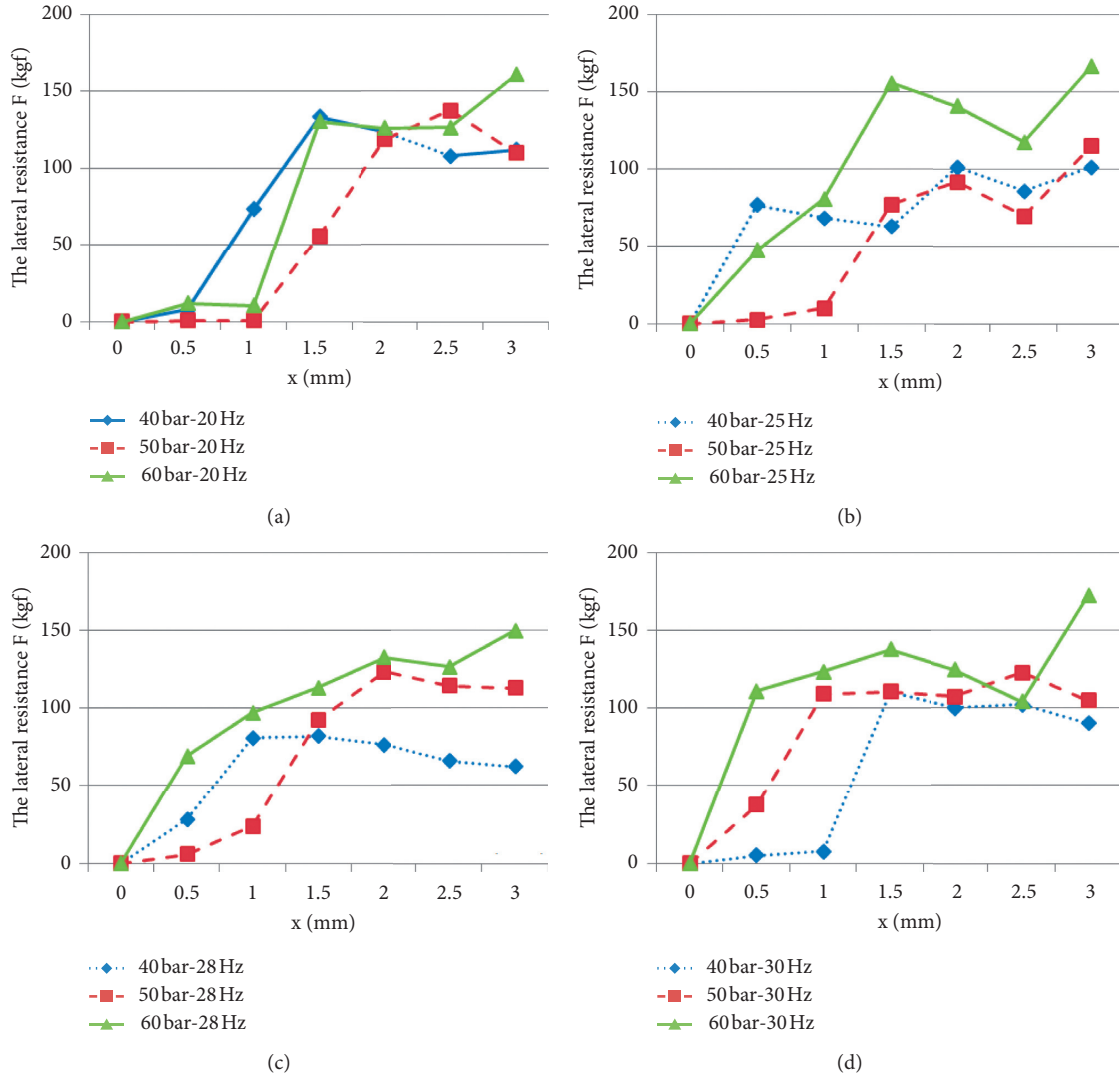 The lateral resistance F (kgf)
200
150
100
50
0
0 0.5 1 1.5 2 2.5 3
x (mm)
40 bar-20 Hz
50 bar-20 Hz
60 bar-20 Hz
(a)
The lateral resistance F (kgf)
200
150
100
50
0
0 0.5 1 1.5 2 2.5 3
x (mm)
40 bar-25 Hz
50 bar-25 Hz
60 bar-25 Hz
(b)
The lateral resistance F (kgf)
200
150
100
50
0
0 0.5 1 1.5 2 2.5 3
x (mm)
40 bar-28 Hz
50 bar-28 Hz
60 bar-28 Hz
(c)
The lateral resistance F (kgf)
200
150
100
50
0
0 0.5 1 1.5 2 2.5 3
x (mm)
40 bar-30 Hz
50 bar-30 Hz
60 bar-30 Hz
(d)